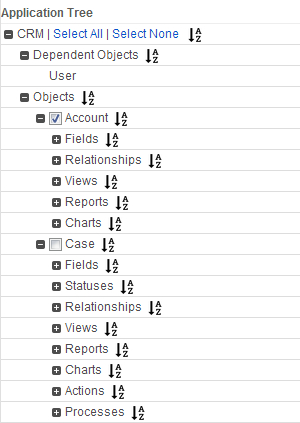 Application Tree
CRM | Select All | Select None
Dependent Objects
User
Objects
Account
Fields
Relationships
Views
Reports
Charts
Case
Fields
Statuses
Relationships
Views
Reports
Charts
Actions
Processes